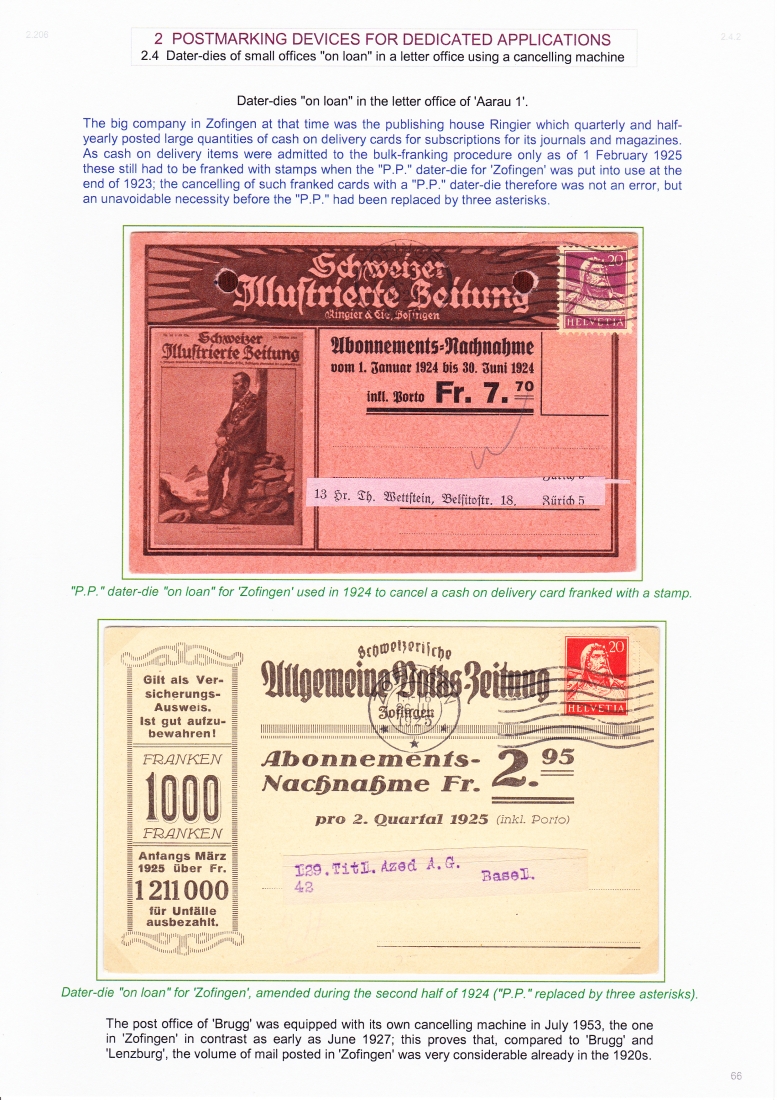 2.208
2.4.2
2 POSTMARKING DEVICES FOR DEDICATED APPLICATIONS
2.4 Dater-dies of small offices "on loan" in a letter office using a cancelling machine
Dater-dies "on loan" in the letter office of 'Aarau 1'.
The big company in Zofingen at that time was the publishing house Ringier which quarterly and half-
yearly posted large quantities of cash on delivery cards for subscriptions for its journals and magazines.
As cash on delivery items were admitted to the bulk-franking procedure only as of 1 February 1925
these still had to be franked with stamps when the "P.P." dater-die for 'Zofingen' was put into use at the
end of 1923; the cancelling of such franked cards with a "P.P." dater-die therefore was not an error, but
an unavoidable necessity before the "P.P." had been replaced by three asterisks.
Schweizer
Illustrierte Zeitung
Ringier & Cie, Zofingen
20
HELVETIA
Schweizer
Illustrierte Zeitung
Abonnements-Nachnahme
vom 1. Januar 1924 bis 30. Juni 1924
inkl. Porto Fr. 7.70
13 Hr. Th. Wettstein, Belsitostr. 18, Zürich 5
"P.P." dater-die "on loan" for 'Zofingen' used in 1924 to cancel a cash on delivery card franked with a stamp.
Schweizerische
Allgemeine Volks-Zeitung
Zofingen
20
HELVETIA
ZOFINGEN
1925
Gilt als Ver-
sicherungs-
Ausweis.
Ist gut aufzu-
bewahren!
FRANKEN
1000
FRANKEN
Anfangs März
1925 über Fr.
1211000
für Unfälle
ausbezahlt.
Abonnements-
Nachnahme Fr. 2.95
pro 2. Quartal 1925 (inkl. Porto)
129.Titl. Azed A.G.
42 Basel.
Dater-die "on loan" for 'Zofingen', amended during the second half of 1924 ("P.P." replaced by three asterisks).
The post office of 'Brugg' was equipped with its own cancelling machine in July 1953, the one
in 'Zofingen' in contrast as early as June 1927; this proves that, compared to 'Brugg' and
'Lenzburg', the volume of mail posted in 'Zofingen' was very considerable already in the 1920s.
66